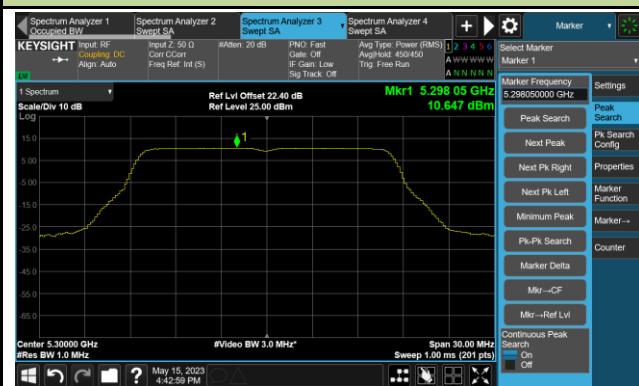 Spectrum Analyzer 1
Occupied BW
Spectrum Analyzer 2
Swept SA
Spectrum Analyzer 3
Swept SA
Spectrum Analyzer 4
Swept SA
+
Marker
KEYSIGHT
Input: RF
Coupling: DC
Align: Auto
Input Z: 50 Ω
Corr CCorr
Freq Ref: Int (S)
#Atten: 20 dB
PNO: Fast
Gate: Off
IF Gain: Low
Sig Track: Off
Avg Type: Power (RMS)
Avg|Hold: 450/450
Trig: Free Run
1 2 3 4 5 6
A W W W W W
A N N N N N
LVI
Select Marker
Marker 1
1 Spectrum
Scale/Div 10 dB
Log
Ref Lvl Offset 22.40 dB
Ref Level 25.00 dBm
Mkr1 5.298 05 GHz
10.647 dBm
1
15.0
5.00
-5.00
-15.0
-25.0
-35.0
-45.0
-55.0
-65.0
Center 5.30000 GHz
#Res BW 1.0 MHz
#Video BW 3.0 MHz*
Span 30.00 MHz
Sweep 1.00 ms (201 pts)
Marker Frequency
5.298050000 GHz
Peak Search
Next Peak
Next Pk Right
Next Pk Left
Minimum Peak
Pk-Pk Search
Marker Delta
Mkr→CF
Mkr→Ref Lvl
Continuous Peak
Search
On
Off
Settings
Peak
Search
Pk Search
Config
Properties
Marker
Function
Marker→
Counter
?
May 15, 2023
4:42:59 PM